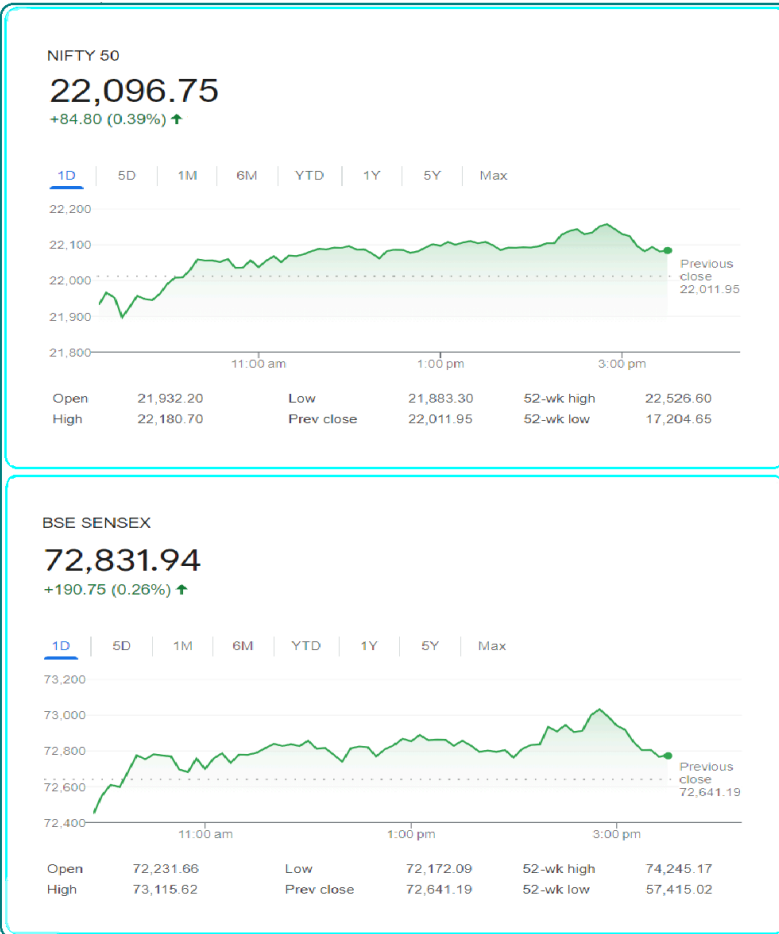 NIFTY 50
22,096.75
+84.80 (0.39%) ↑
1D 5D 1M 6M YTD 1Y 5Y Max
22,200
22,100
22,000
21,900
21,800
Previous
close
22,011.95
11:00 am 1:00 pm 3:00 pm
Open 21,932.20 Low 21,883.30 52-wk high 22,526.60
High 22,180.70 Prev close 22,011.95 52-wk low 17,204.65
BSE SENSEX
72,831.94
+190.75 (0.26%) ↑
1D 5D 1M 6M YTD 1Y 5Y Max
73,200
73,000
72,800
72,600
72,400
Previous
close
72,641.19
11:00 am 1:00 pm 3:00 pm
Open 72,231.66 Low 72,172.09 52-wk high 74,245.17
High 73,115.62 Prev close 72,641.19 52-wk low 57,415.02